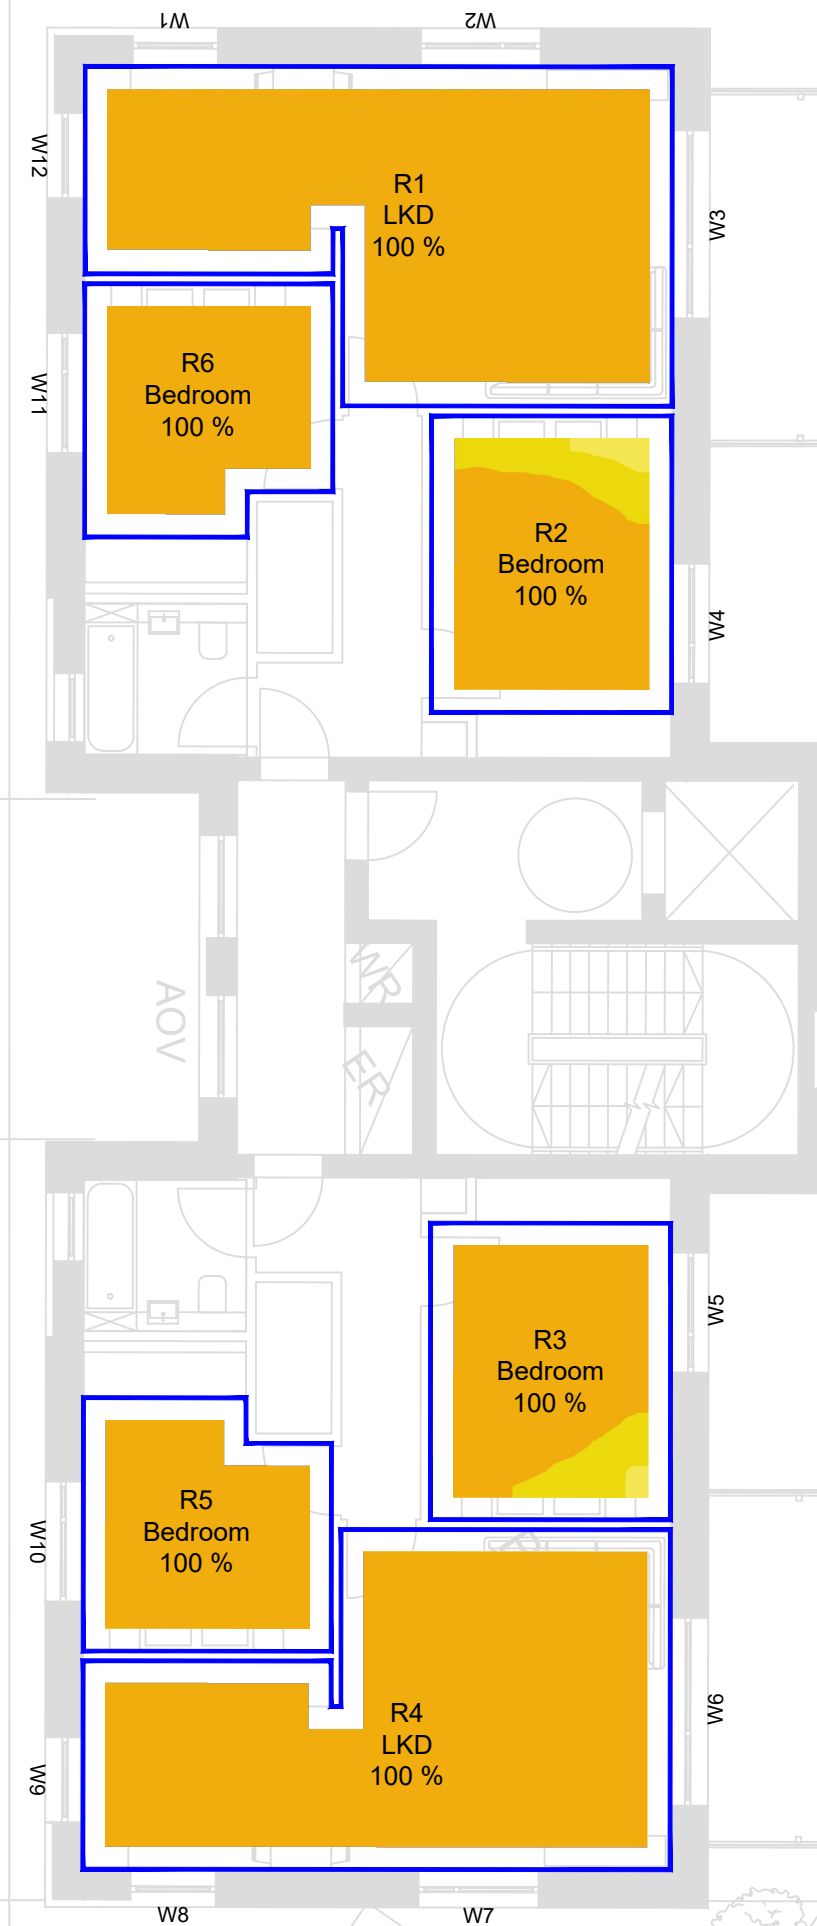 W1
W2
W12
R1
LKD
100 %
W3
R6
Bedroom
100 %
W11
R2
Bedroom
100 %
W4
WR
AOV
ER
R3
Bedroom
100 %
W5
R5
Bedroom
100 %
W10
R4
LKD
100 %
W6
W9
W8
W7